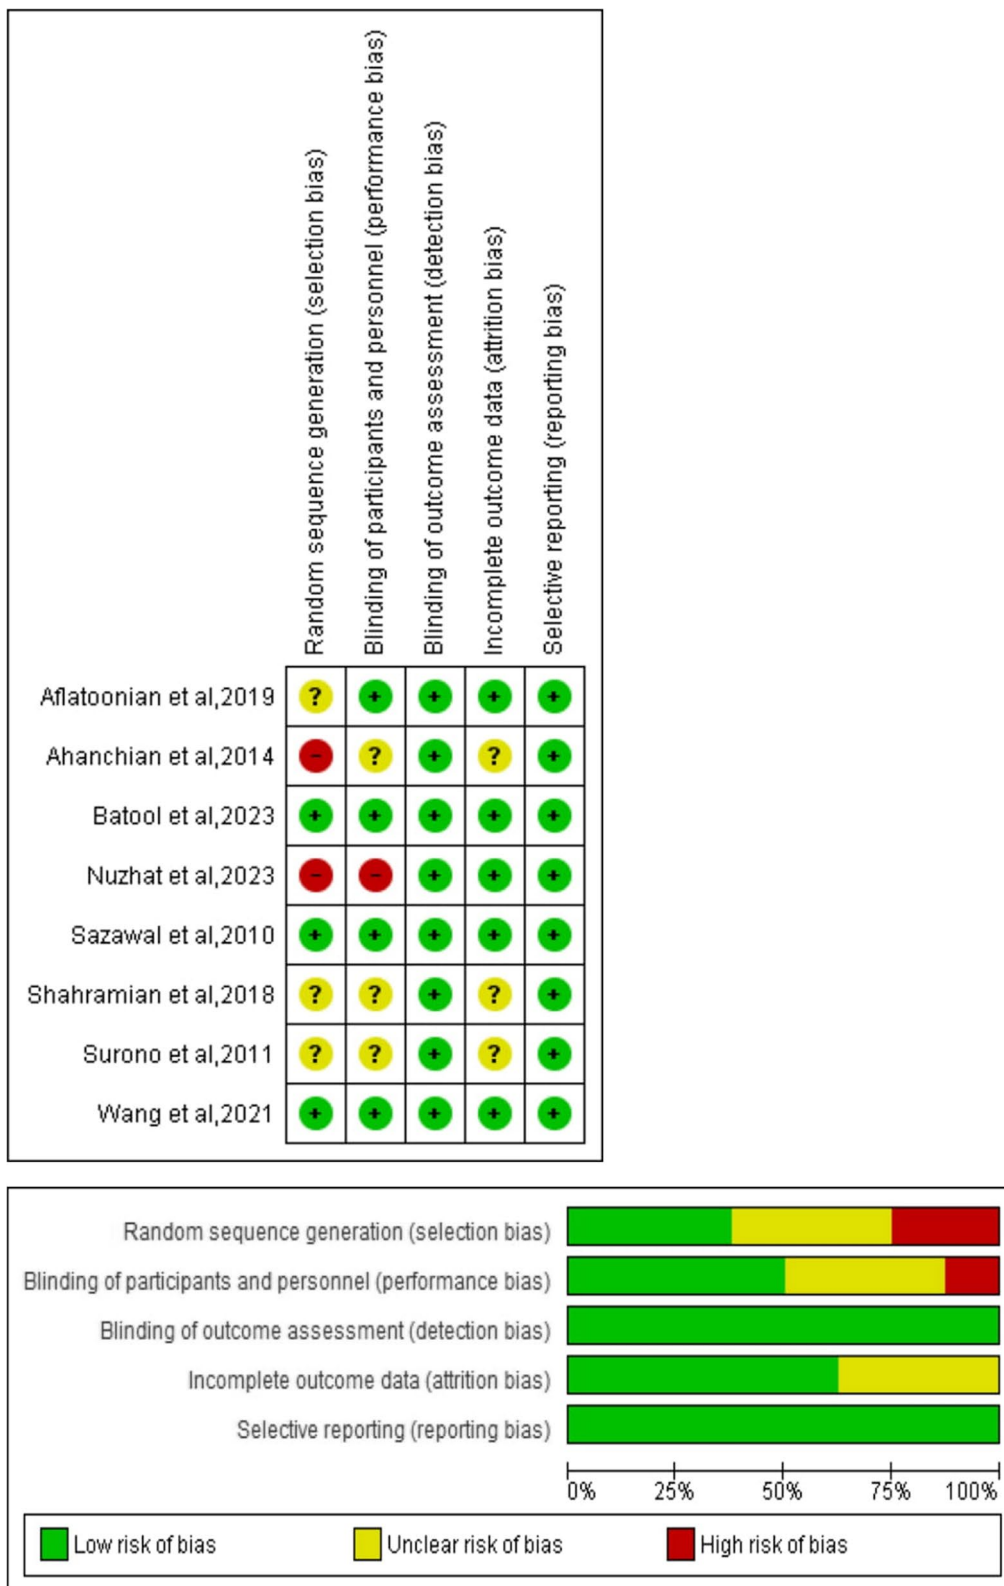 Random sequence generation (selection bias)
Blinding of participants and personnel (performance bias)
Blinding of outcome assessment (detection bias)
Incomplete outcome data (attrition bias)
Selective reporting (reporting bias)
Aflatoonian et al,2019 ? + + + +
Ahanchian et al,2014 - ? + ? +
Batool et al,2023 + + + + +
Nuzhat et al,2023 - - + + +
Sazawal et al,2010 + + + + +
Shahramian et al,2018 ? ? + ? +
Surono et al,2011 ? ? + ? +
Wang et al,2021 + + + + +
Random sequence generation (selection bias)
Blinding of participants and personnel (performance bias)
Blinding of outcome assessment (detection bias)
Incomplete outcome data (attrition bias)
Selective reporting (reporting bias)
0% 25% 50% 75% 100%
Low risk of bias Unclear risk of bias High risk of bias